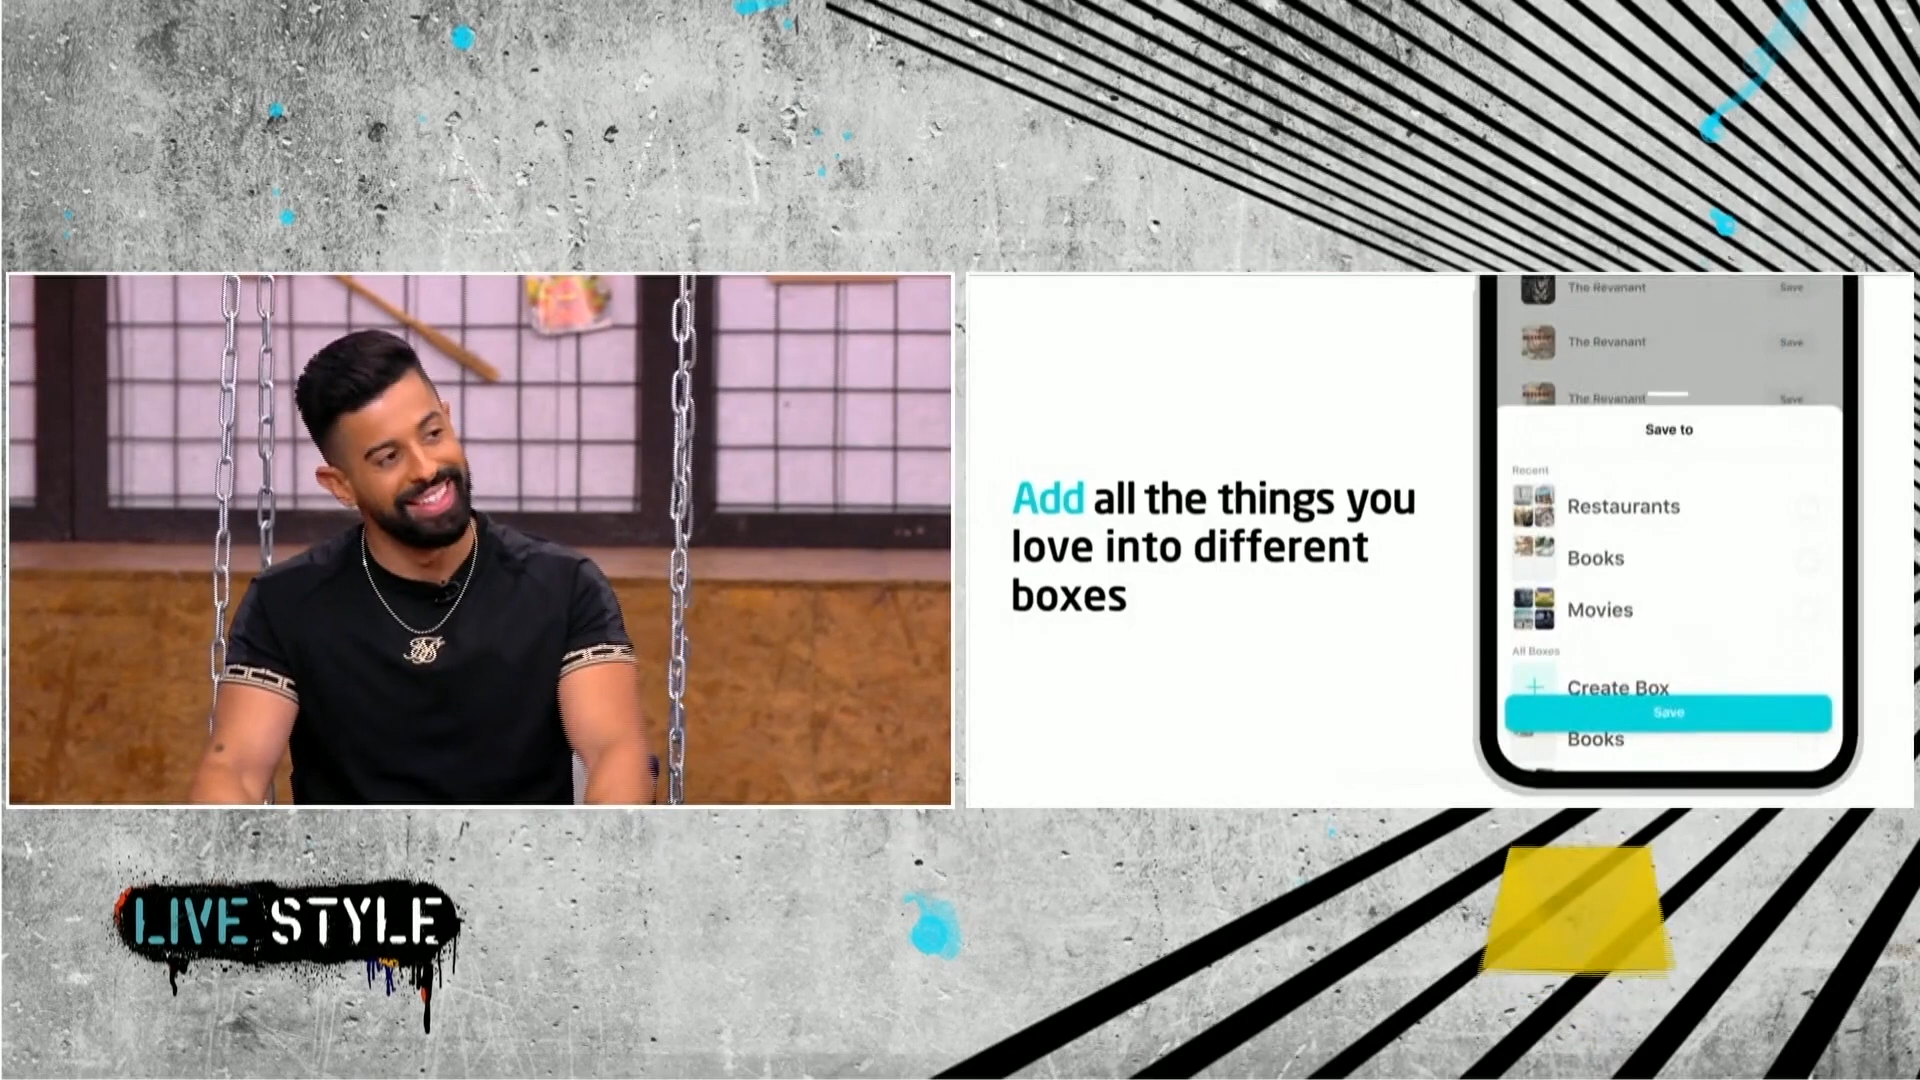 Add all the things you
love into different
boxes
The Revanant Save
The Revanant Save
The Revanant Save
Save to
Recent
Restaurants
Books
Movies
All Boxes
Create Box
Save
Books
LIVE STYLE